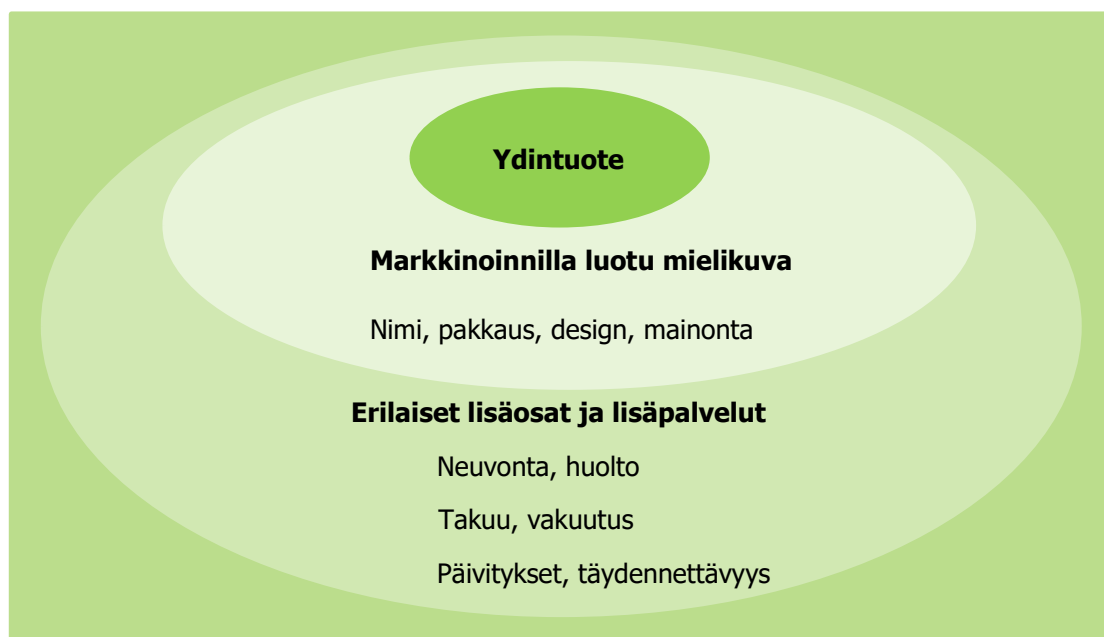 Ydintuote
Markkinoinnilla luotu mielikuva
Nimi, pakkaus, design, mainonta
Erilaiset lisäosat ja lisäpalvelut
Neuvonta, huolto
Takuu, vakuutus
Päivitykset, täydennettävyys